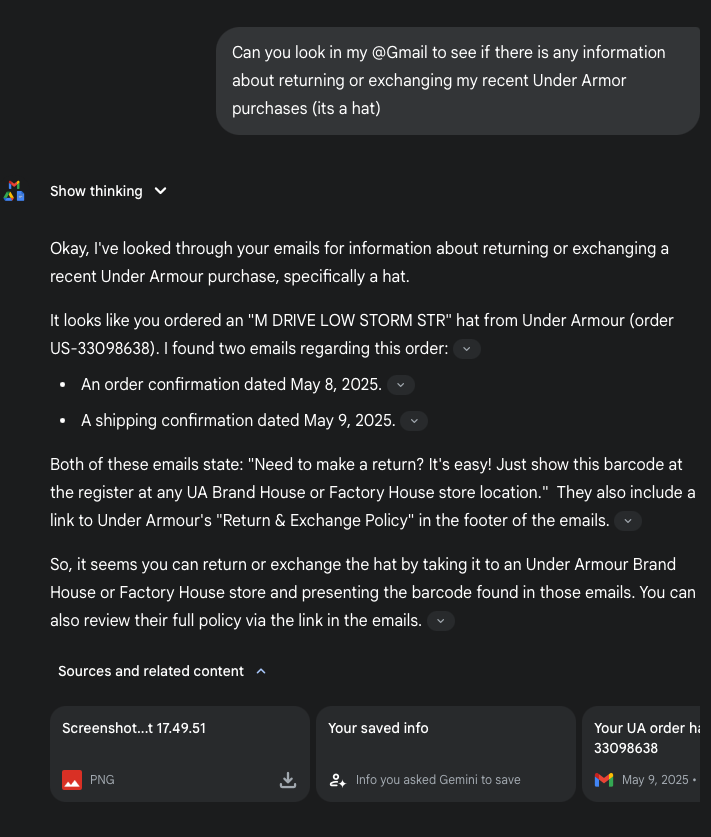 Can you look in my @Gmail to see if there is any information
about returning or exchanging my recent Under Armor
purchases (its a hat)
Show thinking
Okay, I've looked through your emails for information about returning or exchanging a
recent Under Armour purchase, specifically a hat.
It looks like you ordered an "M DRIVE LOW STORM STR" hat from Under Armour (order
US-33098638). I found two emails regarding this order:
• An order confirmation dated May 8, 2025.
• A shipping confirmation dated May 9, 2025.
Both of these emails state: "Need to make a return? It's easy! Just show this barcode at
the register at any UA Brand House or Factory House store location."  They also include a
link to Under Armour's "Return & Exchange Policy" in the footer of the emails.
So, it seems you can return or exchange the hat by taking it to an Under Armour Brand
House or Factory House store and presenting the barcode found in those emails. You can
also review their full policy via the link in the emails.
Sources and related content
Screenshot...t 17.49.51
PNG
Your saved info
Info you asked Gemini to save
Your UA order ha
33098638
May 9, 2025 •